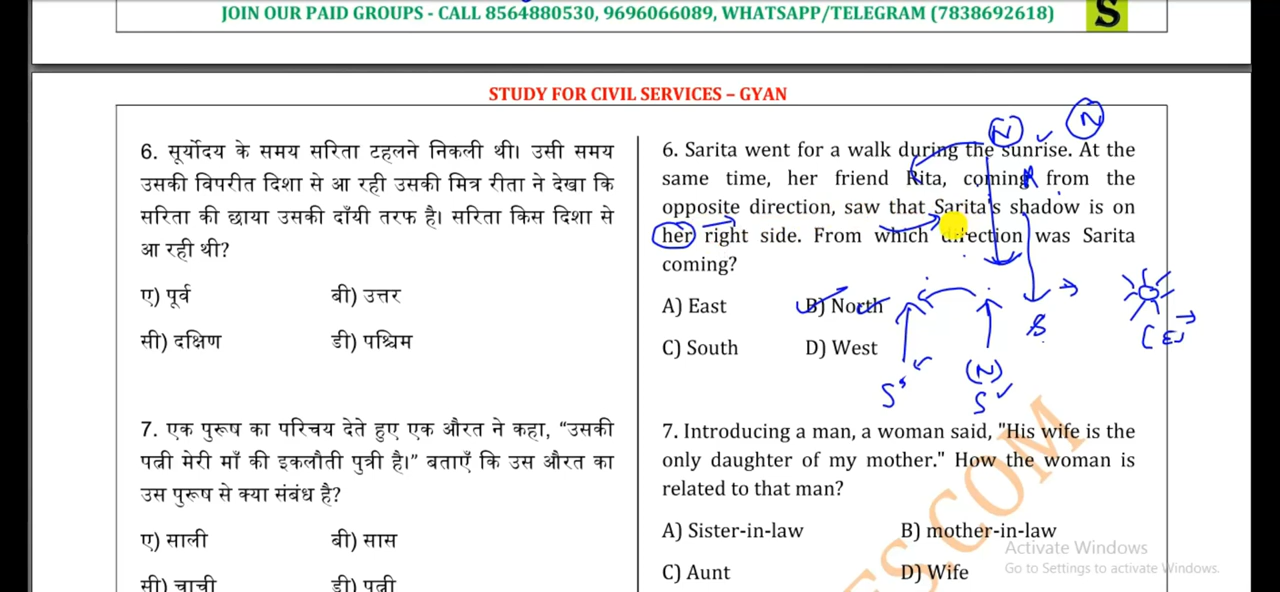 JOIN OUR PAID GROUPS - CALL 8564880530, 9696066089, WHATSAPP/TELEGRAM (7838692618)
S
STUDY FOR CIVIL SERVICES – GYAN
6. सूर्योदय के समय सरिता टहलने निकली थी। उसी समय
उसकी विपरीत दिशा से आ रही उसकी मित्र रीता ने देखा कि
सरिता की छाया उसकी दाँयी तरफ है। सरिता किस दिशा से
आ रही थी?
ए) पूर्व
बी) उत्तर
सी) दक्षिण
डी) पश्चिम
7. एक पुरूष का परिचय देते हुए एक औरत ने कहा, “उसकी
पत्नी मेरी माँ की इकलौती पुत्री है।” बताएँ कि उस औरत का
उस पुरूष से क्या संबंध है?
ए) साली
बी) सास
सी) चाची
डी) पत्नी
6. Sarita went for a walk during the sunrise. At the
same time, her friend Rita, coming from the
opposite direction, saw that Sarita's shadow is on
her right side. From which direction was Sarita
coming?
A) East
B) North
C) South
D) West
N
N
R
S
(E)
S
(N)
S
7. Introducing a man, a woman said, "His wife is the
only daughter of my mother." How the woman is
related to that man?
A) Sister-in-law
B) mother-in-law
C) Aunt
D) Wife
ES.COM
Activate Windows
Go to Settings to activate Windows.